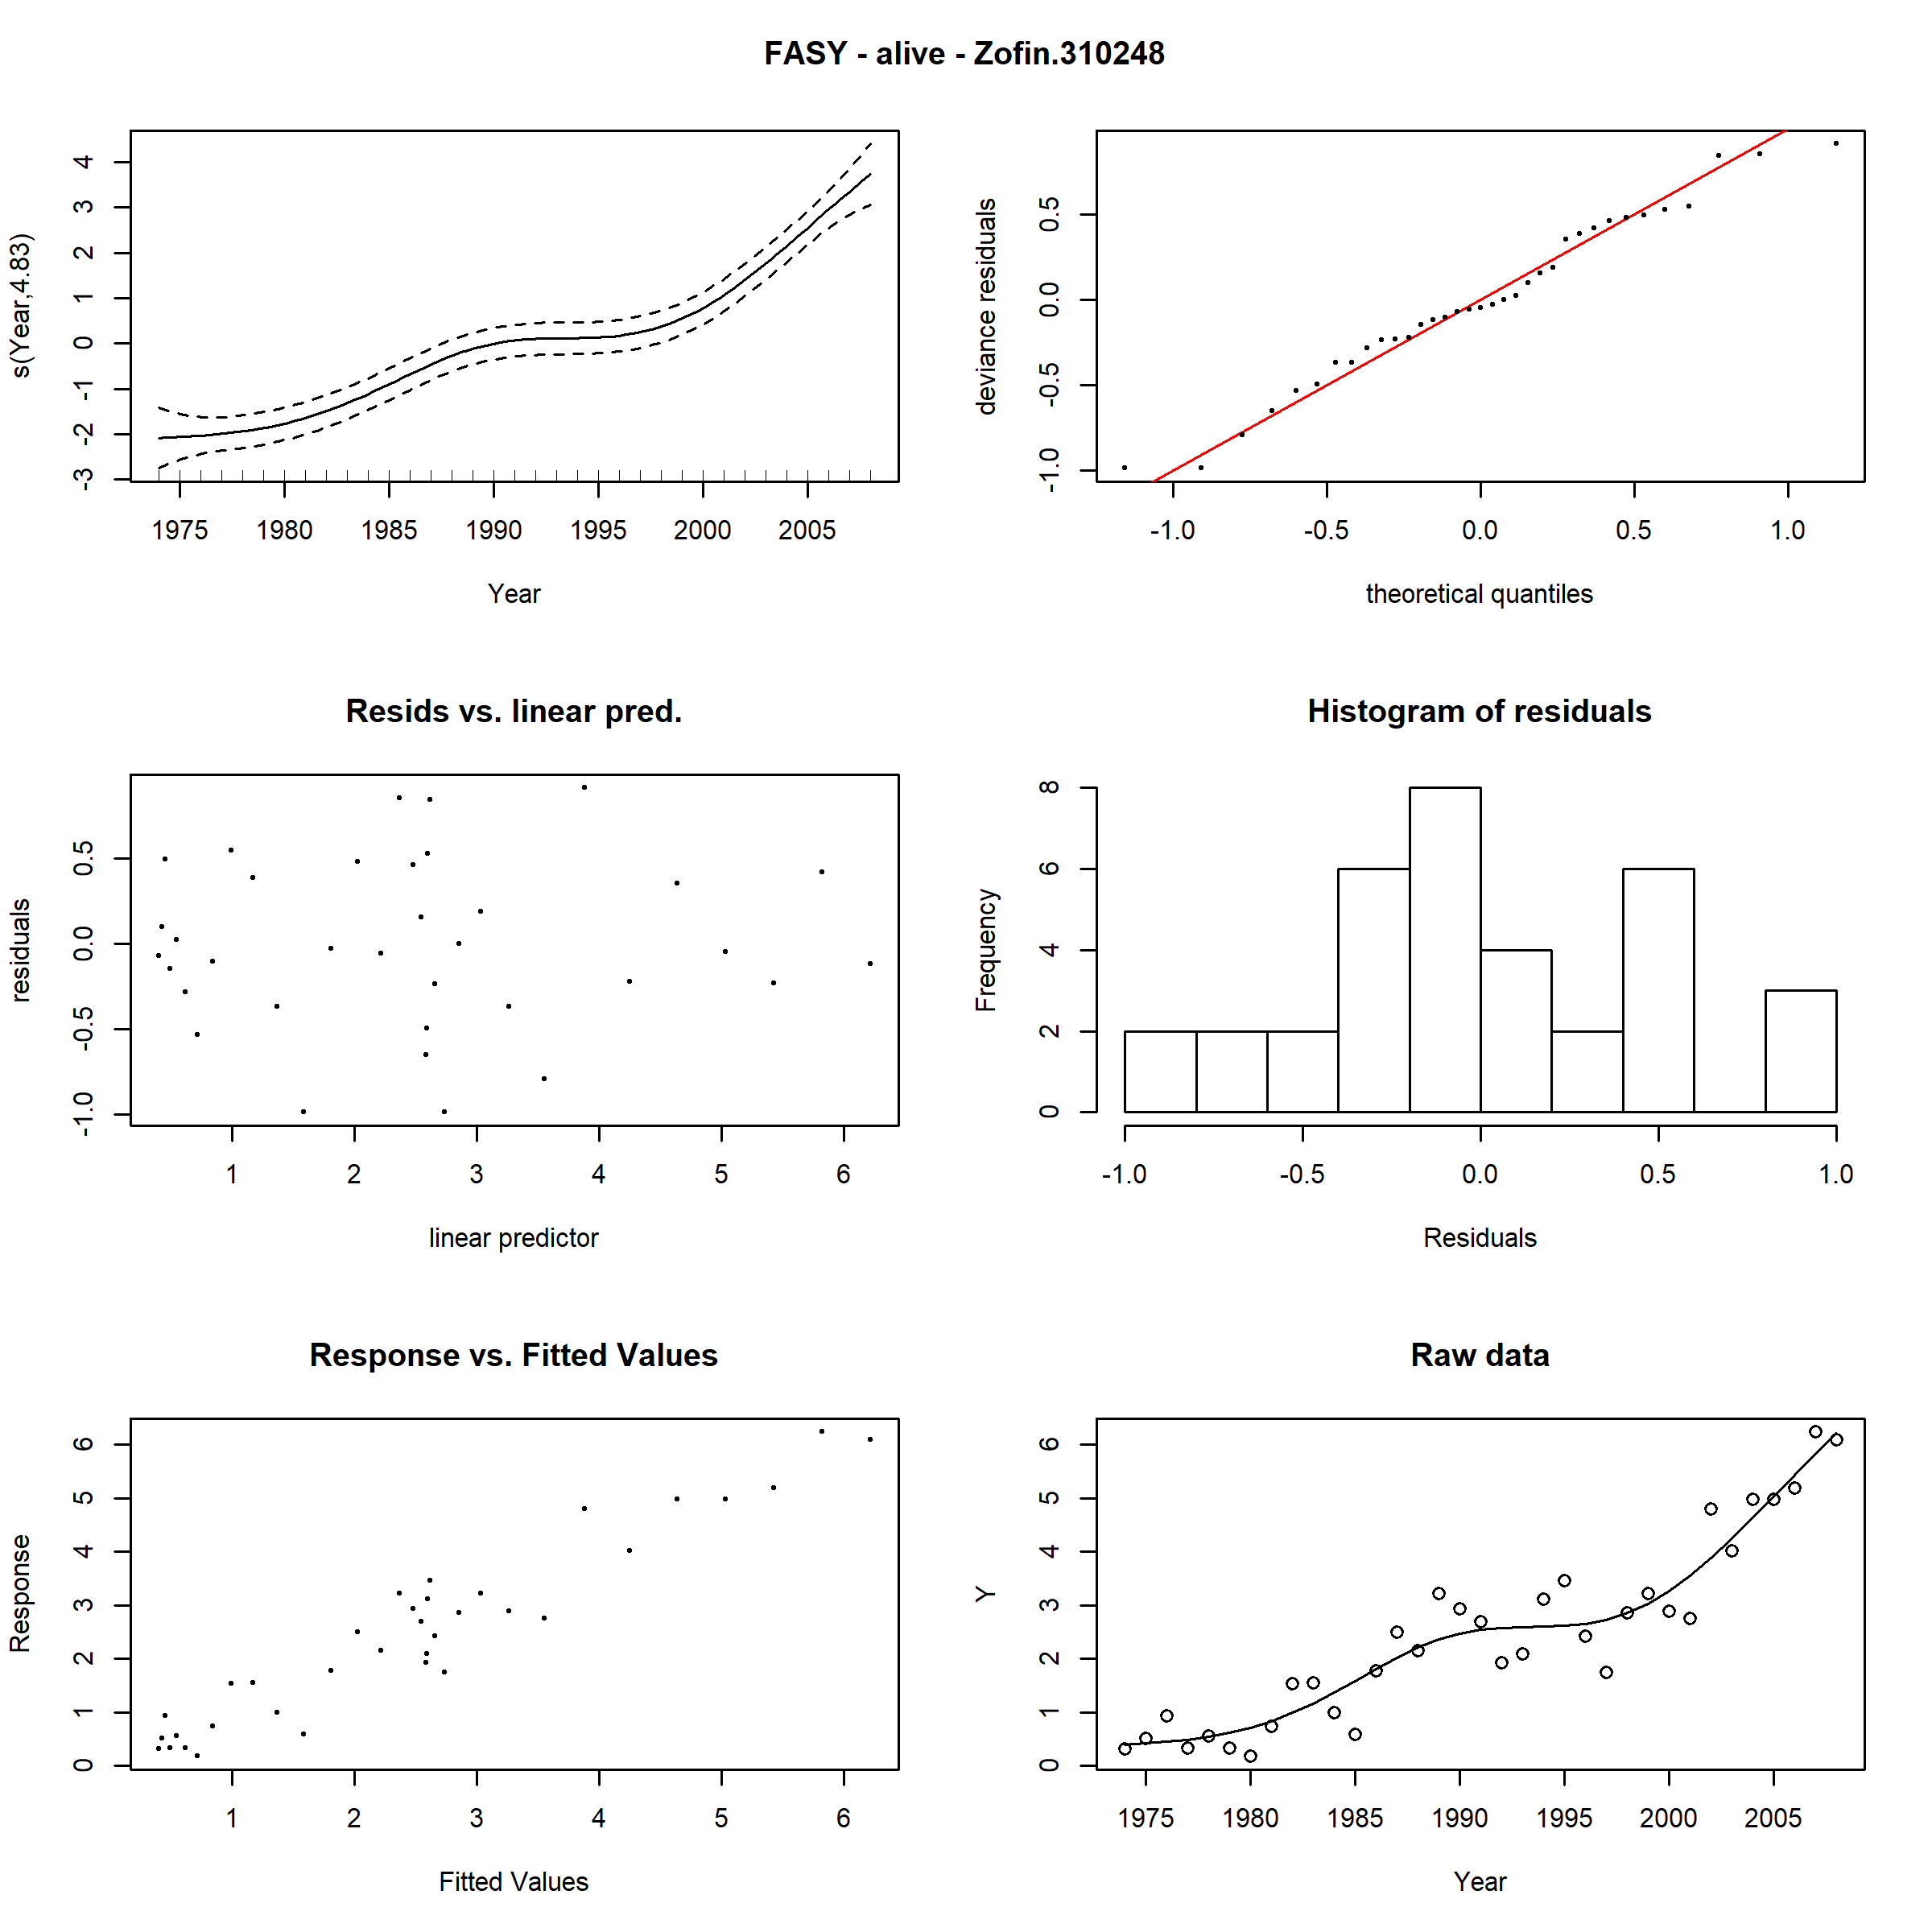 FASY - alive - Zofin.310248
s(Year,4.83)
4
3
2
1
0
-1
-2
-3
1975 1980 1985 1990 1995 2000 2005
Year
deviance residuals
0.5
0.0
-0.5
-1.0
-1.0 -0.5 0.0 0.5 1.0
theoretical quantiles
Resids vs. linear pred.
residuals
0.5
0.0
-0.5
-1.0
1 2 3 4 5 6
linear predictor
Histogram of residuals
Frequency
8
6
4
2
0
-1.0 -0.5 0.0 0.5 1.0
Residuals
Response vs. Fitted Values
Response
6
5
4
3
2
1
0
1 2 3 4 5 6
Fitted Values
Raw data
Y
6
5
4
3
2
1
0
1975 1980 1985 1990 1995 2000 2005
Year